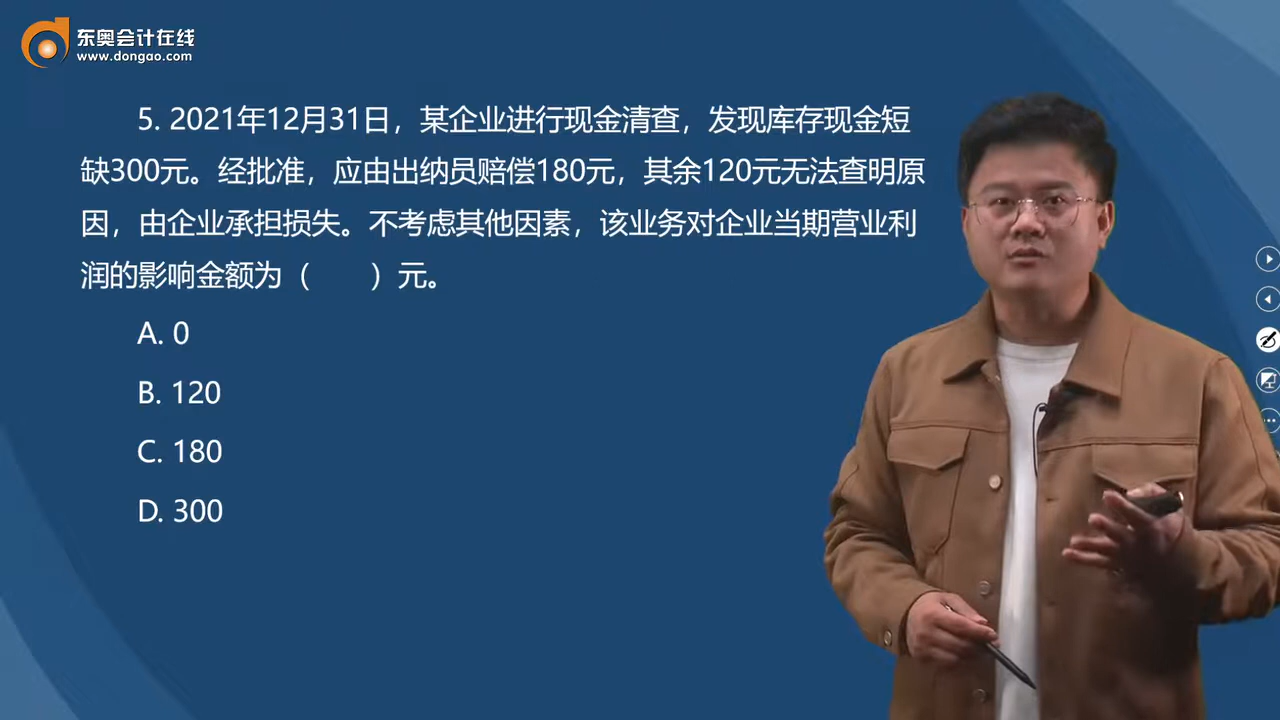 东奥会计在线
www.dongao.com
5. 2021年12月31日，某企业进行现金清查，发现库存现金短
缺300元。经批准，应由出纳员赔偿180元，其余120元无法查明原
因，由企业承担损失。不考虑其他因素，该业务对企业当期营业利
润的影响金额为（　　）元。
A. 0
B. 120
C. 180
D. 300